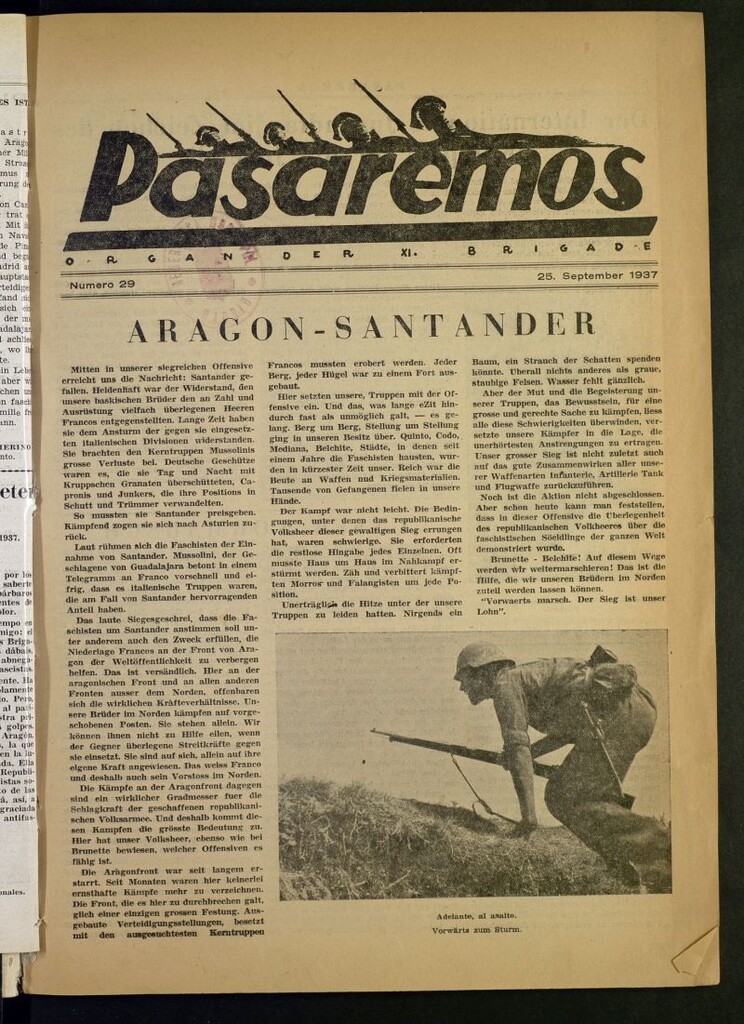 Pasaremos
ORGAN DER XI. BRIGADE
Numero 29
25. September 1937
ARAGON-SANTANDER
Mitten in unserer siegreichen Offensive
erreicht uns die Nachricht: Santander ge-
fallen. Heldenhaft war der Widerstand, den
unsere baskischen Brüder den an Zahl und
Ausrüstung vielfach überlegenen Heeren
Francos entgegenstellten. Lange Zeit haben
sie dem Ansturm der gegen sie eingesetz-
ten italienischen Divisionen widerstanden.
Sie brachten den Kerntruppen Mussolinis
grosse Verluste bei. Deutsche Geschütze
waren es, die sie Tag und Nacht mit
Kruppschen Granaten überschütteten, Ca-
pronis und Junkers, die ihre Positions in
Schutt und Trümmer verwandelten.
So mussten sie Santander preisgeben.
Kämpfend zogen sie sich nach Asturien zu-
rück.
Laut rühmen sich die Faschisten der Ein-
nahme von Santander. Mussolini, der Ge-
schlagene von Guadalajara betont in einem
Telegramm an Franco vorschnell und ei-
frig, dass es italienische Truppen waren,
die am Fall von Santander hervorragenden
Anteil haben.
Das laute Siegesgeschrei, dass die Fa-
schisten um Santander anstimmen soll un-
ter anderem auch den Zweck erfüllen, die
Niederlage Francos an der Front von Ara-
gon der Weltöffentlichkeit zu verbergen
helfen. Das ist verständlich. Hier an der
aragonischen Front und an allen anderen
Fronten ausser dem Norden, offenbaren
sich die wirklichen Kräfteverhältnisse. Un-
sere Brüder im Norden kämpfen auf vorge-
schobenen Posten. Sie stehen allein. Wir
können ihnen nicht zu Hilfe eilen, wenn
der Gegner überlegene Streitkräfte gegen
sie einsetzt. Sie sind auf sich, allein auf ihre
eigene Kraft angewiesen. Das weiss Franco
und deshalb auch sein Vorstoss im Norden.
Die Kämpfe an der Aragonfront dagegen
sind ein wirklicher Gradmesser fuer die
Schlagkraft der geschaffenen republikani-
schen Volksarmee. Und deshalb kommt die-
sen Kampfen die grösste Bedeutung zu.
Hier hat unser Volksheer, ebenso wie bei
Brunette bewiesen, welcher Offensiven es
fähig ist.
Die Aragonfront war seit langem er-
starrt. Seit Monaten waren hier keinerlei
ernsthafte Kämpfe mehr zu verzeichnen.
Die Front, die es hier zu durchbrechen galt,
glich einer einzigen grossen Festung. Aus-
gebaute Verteidigungsstellungen, besetzt
mit den ausgesuchtesten Kerntruppen
Francos mussten erobert werden. Jeder
Berg, jeder Hügel war zu einem Fort aus-
gebaut.
Hier setzten unsere, Truppen mit der Of-
fensive ein. Und das, was lange eZit hin-
durch fast als unmöglich galt, — es ge-
lang. Berg um Berg, Stellung um Stellung
ging in unseren Besitz über. Quinto, Codo,
Mediana, Belchite, Städte, in denen seit
einem Jahre die Faschisten hausten, wur-
den in kürzester Zeit unser. Reich war die
Beute an Waffen nud Kriegsmaterialien.
Tausende von Gefangenen fielen in unsere
Hände.
Der Kampf war nicht leicht. Die Bedin-
gungen, unter denen das republikanische
Volksheer dieser gewaltigen Sieg errungen
hat, waren schwierige. Sie erforderten
die restlose Hingabe jedes Einzelnen. Oft
musste Haus um Haus im Nahkampf er-
stürmt werden. Zäh und verbittert kämpf-
ten Morros und Falangisten um jede Po-
sition.
Unerträglich die Hitze unter der unsere
Truppen zu leiden hatten. Nirgends ein
Baum, ein Strauch der Schatten spenden
könnte. Uberall nichts anderes als graue,
staubige Felsen. Wasser fehlt gänzlich.
Aber der Mut und die Begeisterung un-
serer Truppen, das Bewusstsein, für eine
grosse und gerechte Sache zu kämpfen, liess
alle diese Schwierigkeiten überwinden, ver-
setzte unsere Kämpfer in die Lage, die
unerhörtesten Anstrengungen zu ertragen.
Unser grosser Sieg ist nicht zuletzt auch
auf das gute Zusammenwirken aller unse-
rer Waffenarten Infanterie, Artillerie Tank
und Flugwaffe zurückzuführen.
Noch ist die Aktion nicht abgeschlossen.
Aber schon heute kann man feststellen,
dass in dieser Offensive die Uberlegenheit
des republikanischen Volkheeres über die
faschistischen Söeldlinge der ganzen Welt
demonstriert wurde.
Brunette - Belchite! Auf diesem Wege
werden wir weitermarschieren! Das ist die
Hilfe, die wir unseren Brüdern im Norden
zuteil werden lassen können.
"Vorwaerts marsch. Der Sieg ist unser
Lohn".
Adelante, al asalto.
Vorwärts zum Sturm.